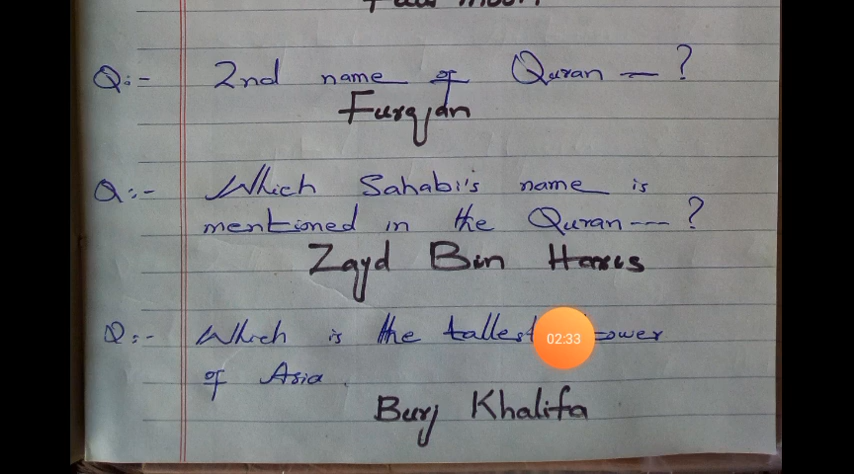 Q:- 2nd name of Quran — ?
Furqan
Q:- Which Sahabi's name is
mentioned in the Quran — ?
Zayd Bin Haris
Q:- Which is the tallest
02:33
of Asia
Burj Khalifa